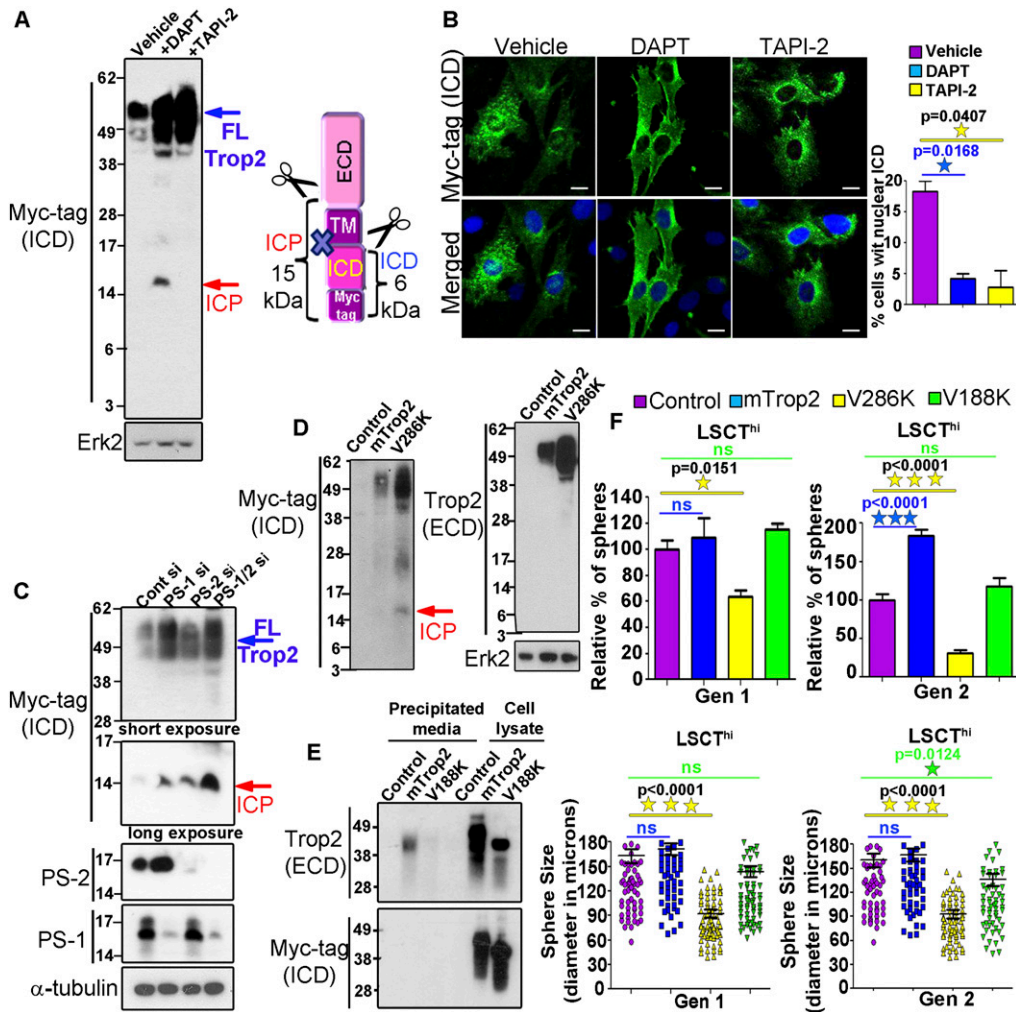 A
Vehicle
+DAPT
+TAPI-2
62
49
38
28
17
14
6
3
Myc-tag
(ICD)
FL
Trop2
ICP
Erk2
ECD
TM
ICD
Myc
tag
ICP
15
kDa
ICD
6
kDa
B
Vehicle
DAPT
TAPI-2
Myc-tag (ICD)
Merged
Vehicle
DAPT
TAPI-2
p=0.0407
p=0.0168
% cells wit nuclear ICD
25
20
15
10
5
0
C
Cont si
PS-1 si
PS-2 si
PS-1/2 si
62
49
38
28
FL
Trop2
Myc-tag
(ICD)
short exposure
17
14
ICP
long exposure
PS-2
17
14
PS-1
17
14
α-tubulin
D
Control
mTrop2
V286K
62
49
38
28
17
14
6
3
Myc-tag
(ICD)
ICP
Control
mTrop2
V286K
62
49
38
28
17
14
6
3
Trop2
(ECD)
Erk2
E
Precipitated
media
Cell
lysate
Control
mTrop2
V188K
Control
mTrop2
V188K
Trop2
(ECD)
49
38
28
Myc-tag
(ICD)
49
38
28
F
Control
mTrop2
V286K
V188K
LSCThi
ns
p=0.0151
ns
Relative % of spheres
140
120
100
80
60
40
20
0
Gen 1
LSCThi
ns
p<0.0001
p<0.0001
Relative % of spheres
200
150
100
50
0
Gen 2
LSCThi
ns
p<0.0001
ns
Sphere Size
(diameter in microns)
180
150
120
90
60
30
0
Gen 1
LSCThi
p=0.0124
p<0.0001
ns
Sphere Size
(diameter in microns)
180
150
120
90
60
30
0
Gen 2